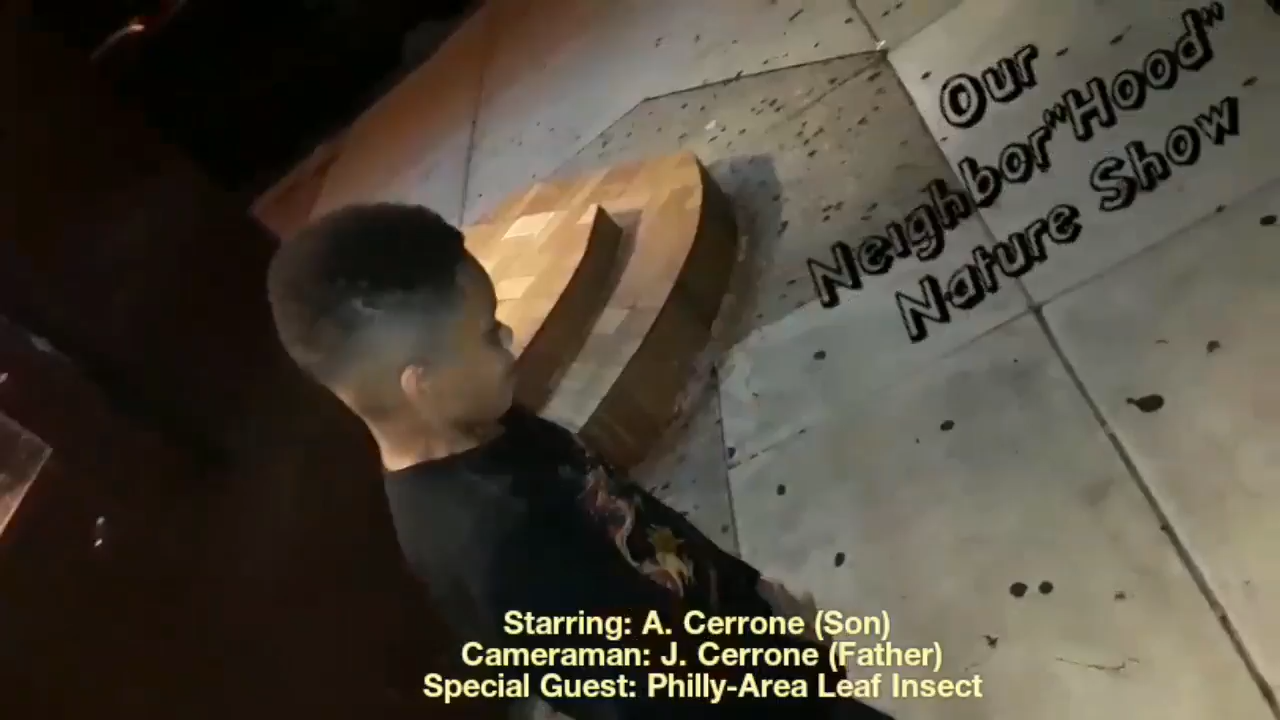 Our
Neighbor"Hood"
Nature Show
Starring: A. Cerrone (Son)
Cameraman: J. Cerrone (Father)
Special Guest: Philly-Area Leaf Insect